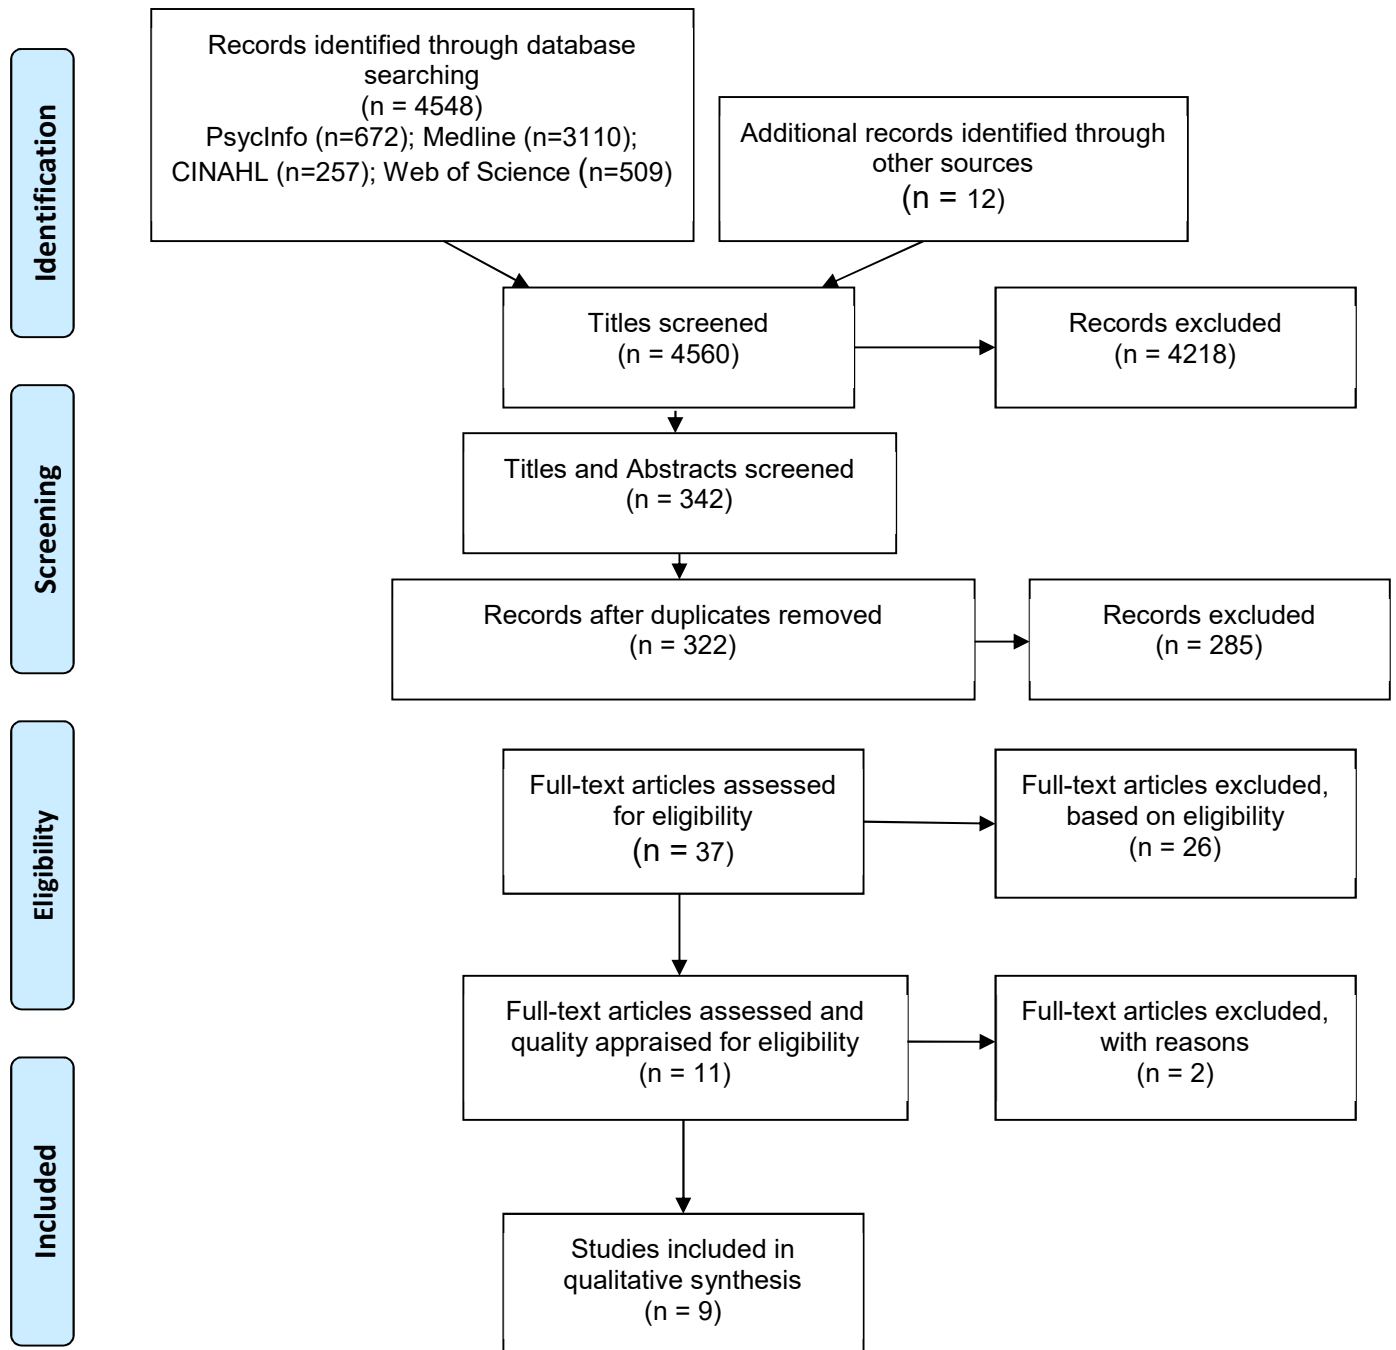 Identification
Records identified through database
searching
(n = 4548)
PsycInfo (n=672); Medline (n=3110);
CINAHL (n=257); Web of Science (n=509)
Additional records identified through
other sources
(n = 12)
Titles screened
(n = 4560)
Records excluded
(n = 4218)
Screening
Titles and Abstracts screened
(n = 342)
Records after duplicates removed
(n = 322)
Records excluded
(n = 285)
Eligibility
Full-text articles assessed
for eligibility
(n = 37)
Full-text articles excluded,
based on eligibility
(n = 26)
Full-text articles assessed and
quality appraised for eligibility
(n = 11)
Full-text articles excluded,
with reasons
(n = 2)
Included
Studies included in
qualitative synthesis
(n = 9)